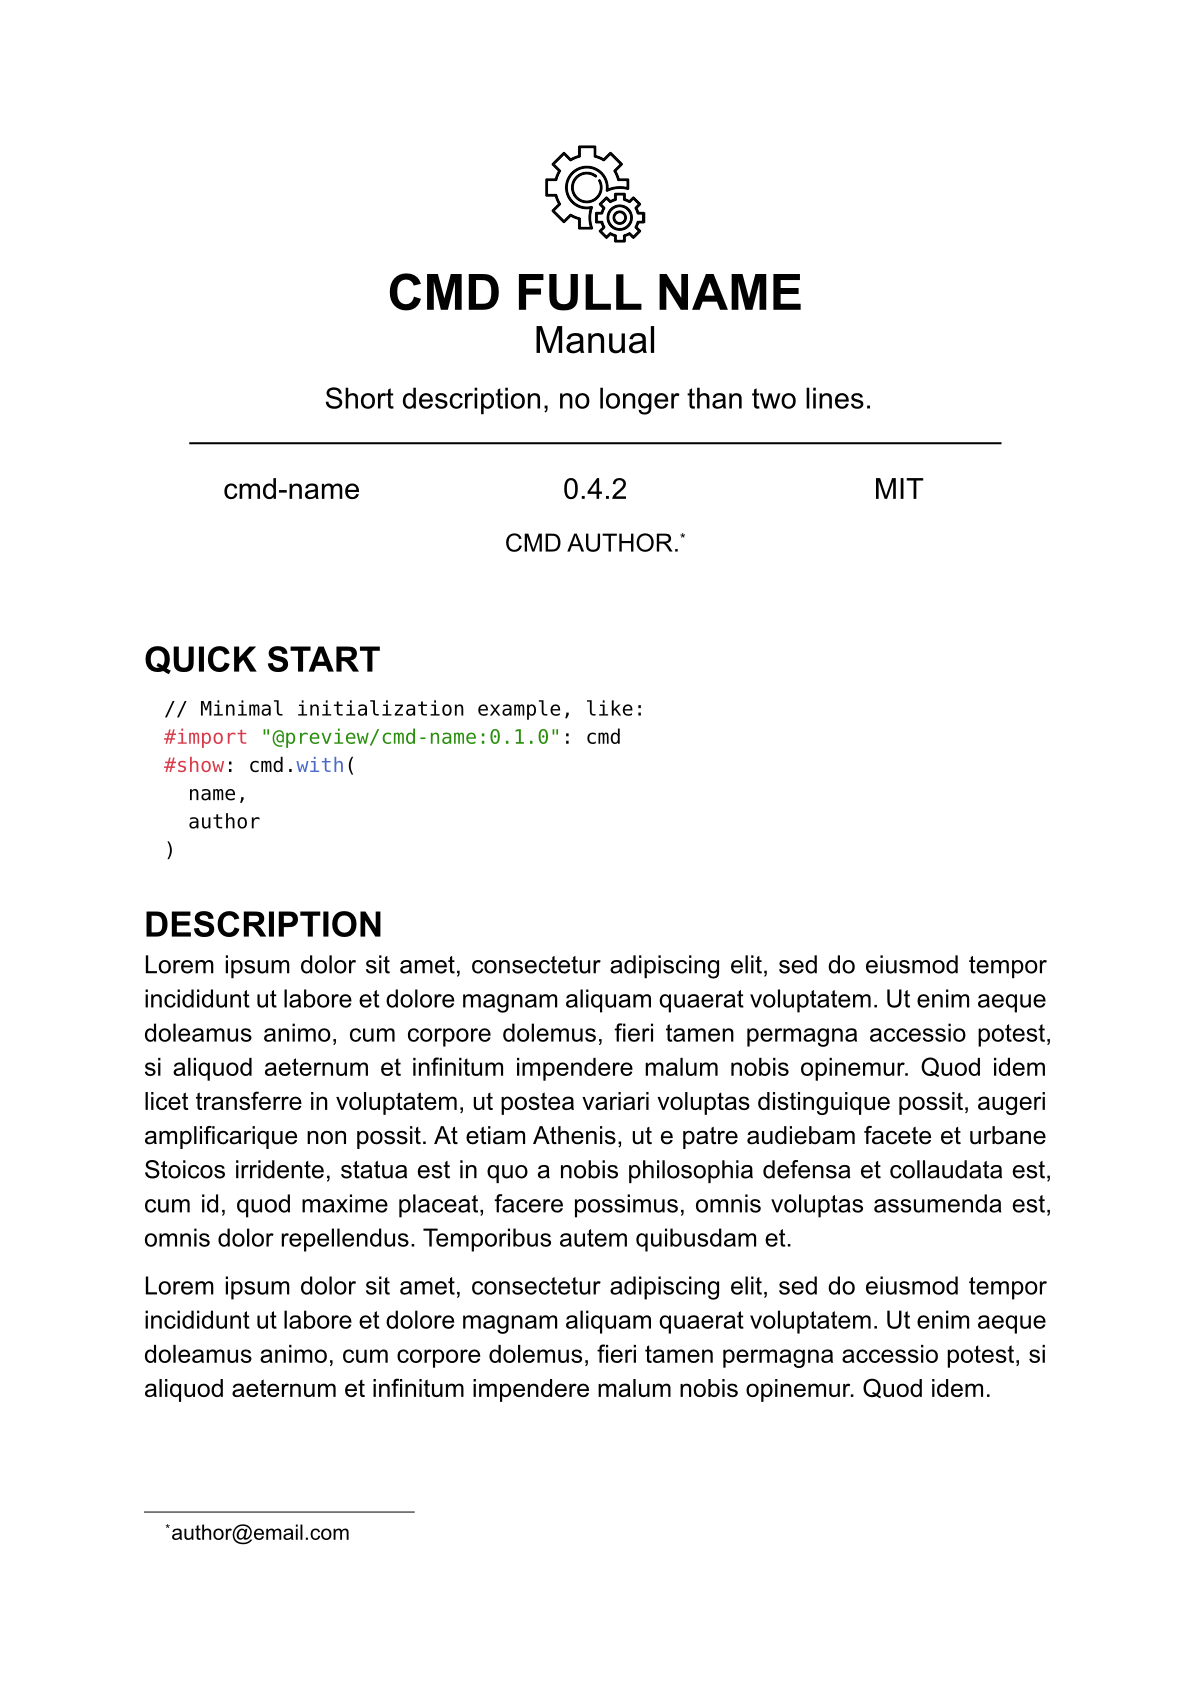 CMD FULL NAME
Manual
Short description, no longer than two lines.
cmd-name 0.4.2 MIT
CMD AUTHOR.*
QUICK START
// Minimal initialization example, like:
#import "@preview/cmd-name:0.1.0": cmd
#show: cmd.with(
  name,
  author
)
DESCRIPTION
Lorem ipsum dolor sit amet, consectetur adipiscing elit, sed do eiusmod tempor
incididunt ut labore et dolore magnam aliquam quaerat voluptatem. Ut enim aeque
doleamus animo, cum corpore dolemus, fieri tamen permagna accessio potest,
si aliquod aeternum et infinitum impendere malum nobis opinemur. Quod idem
licet transferre in voluptatem, ut postea variari voluptas distinguique possit, augeri
amplificarique non possit. At etiam Athenis, ut e patre audiebam facete et urbane
Stoicos irridente, statua est in quo a nobis philosophia defensa et collaudata est,
cum id, quod maxime placeat, facere possimus, omnis voluptas assumenda est,
omnis dolor repellendus. Temporibus autem quibusdam et.
Lorem ipsum dolor sit amet, consectetur adipiscing elit, sed do eiusmod tempor
incididunt ut labore et dolore magnam aliquam quaerat voluptatem. Ut enim aeque
doleamus animo, cum corpore dolemus, fieri tamen permagna accessio potest, si
aliquod aeternum et infinitum impendere malum nobis opinemur. Quod idem.
*author@email.com